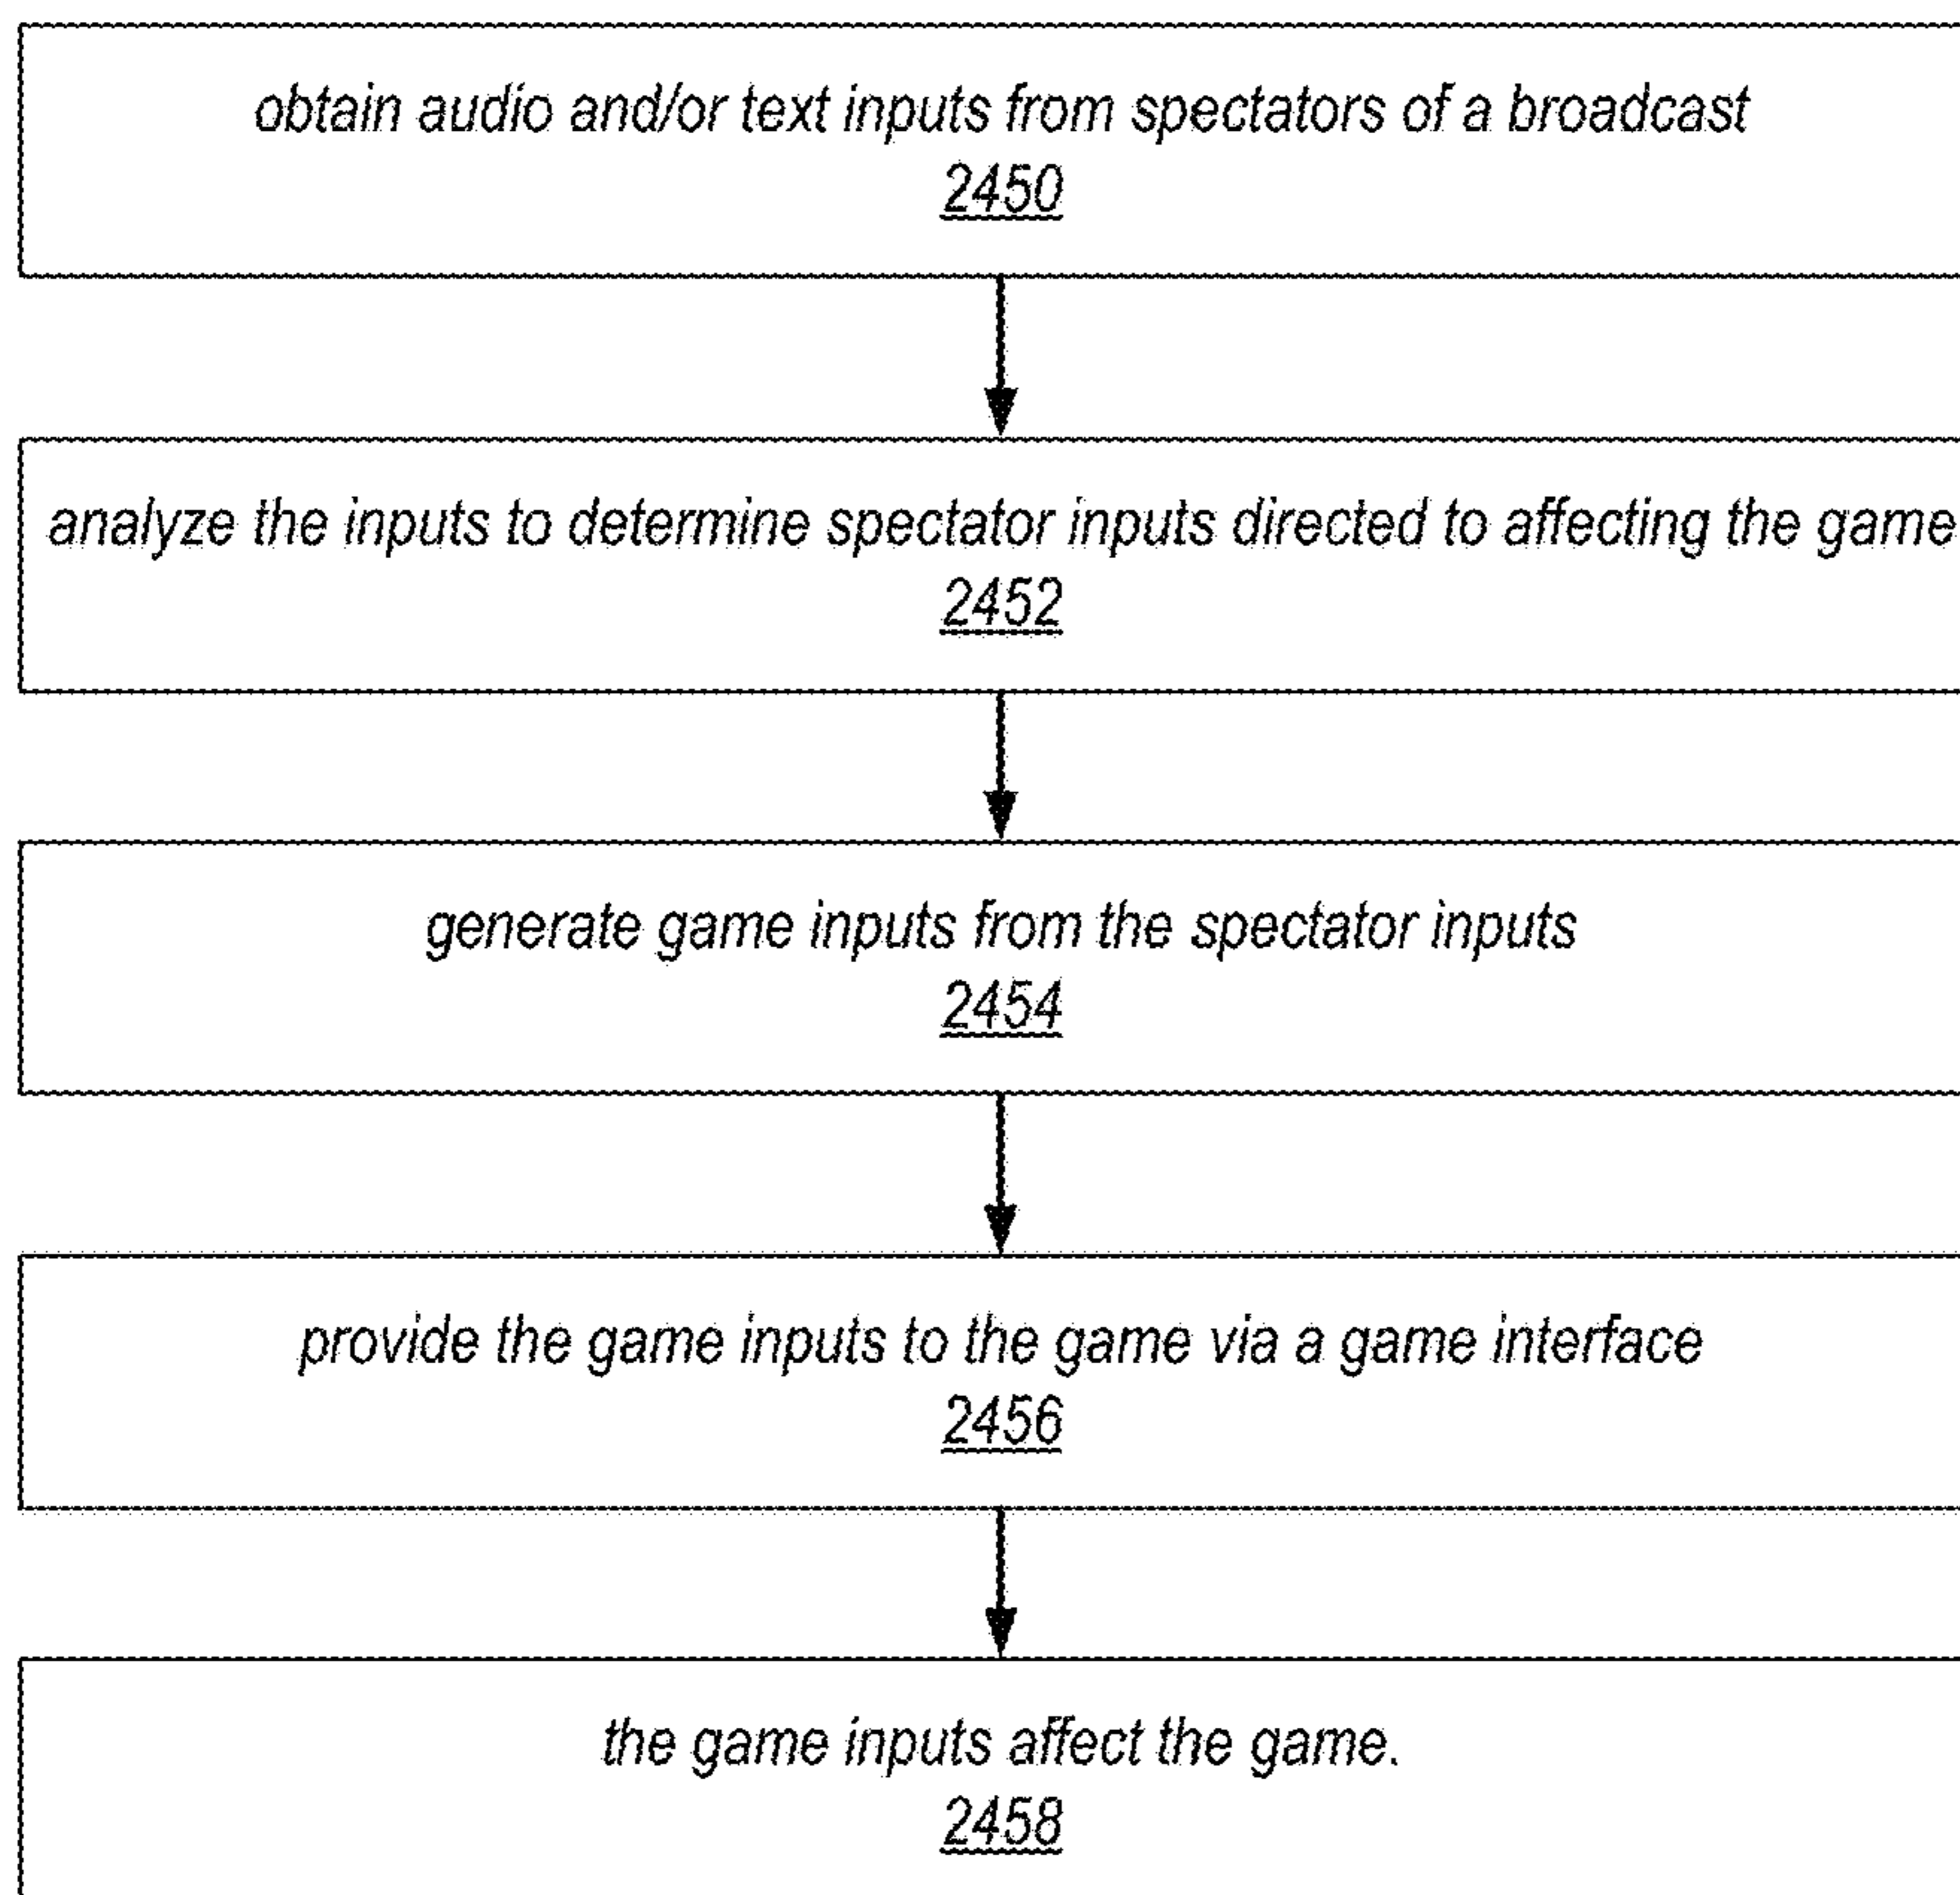 obtain audio and/or text inputs from spectators of a broadcast
2450
analyze the inputs to determine spectator inputs directed to affecting the game
2452
generate game inputs from the spectator inputs
2454
provide the game inputs to the game via a game interface
2456
the game inputs affect the game.
2458